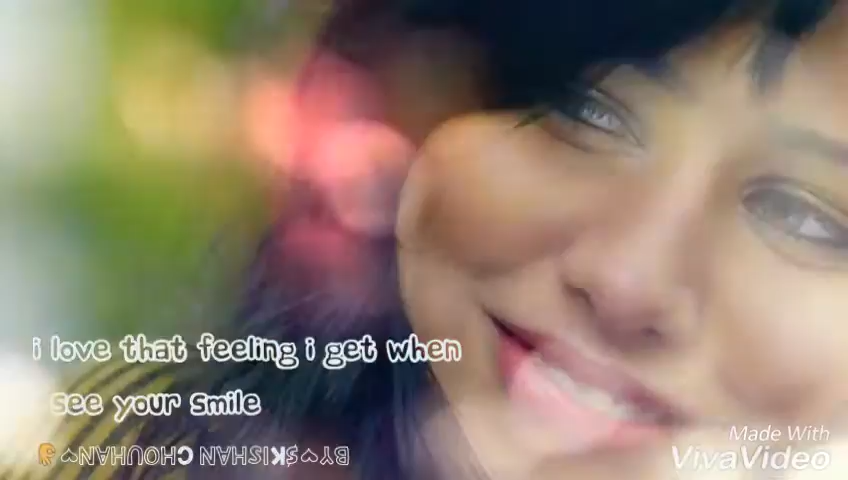 i love that feeling i get when
see your smile
BY♡$KISHAN CHOUHAN♡
Made With
VivaVideo